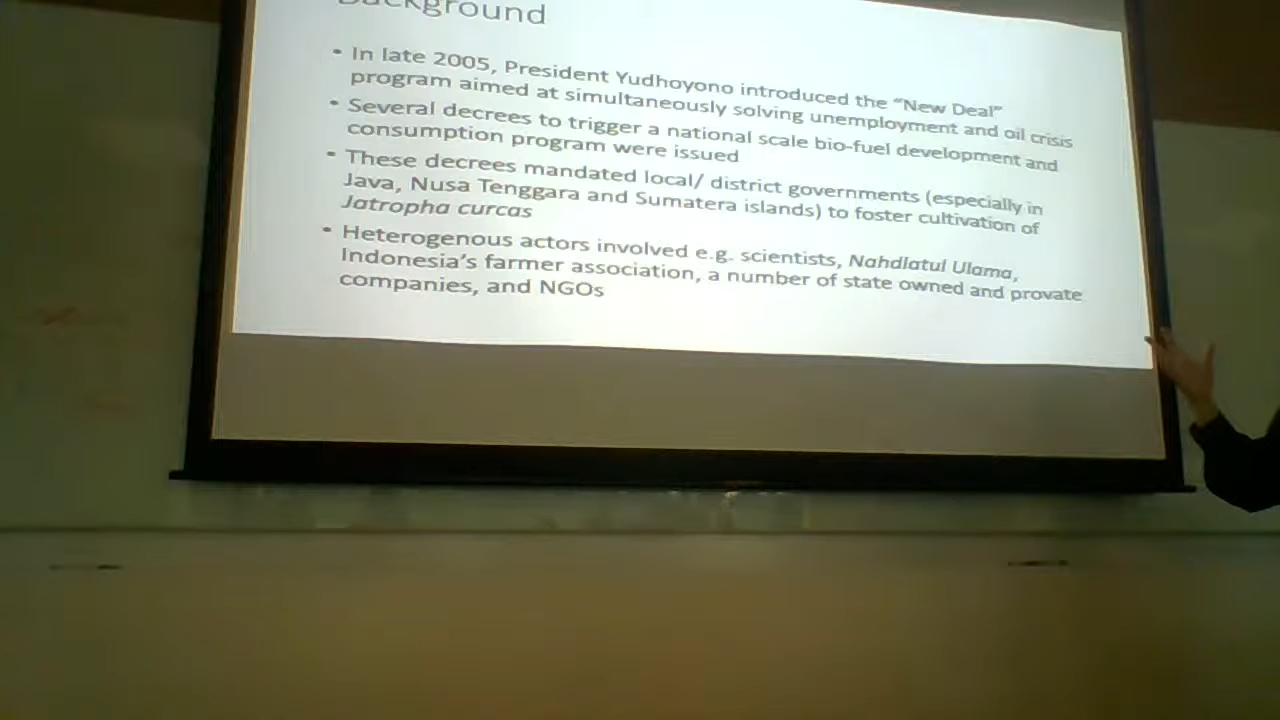 Background
• In late 2005, President Yudhoyono introduced the “New Deal”
program aimed at simultaneously solving unemployment and oil crisis
• Several decrees to trigger a national scale bio-fuel development and
consumption program were issued
• These decrees mandated local/ district governments (especially in
Java, Nusa Tenggara and Sumatera islands) to foster cultivation of
Jatropha curcas
• Heterogenous actors involved e.g. scientists, Nahdlatul Ulama,
Indonesia’s farmer association, a number of state owned and provate
companies, and NGOs